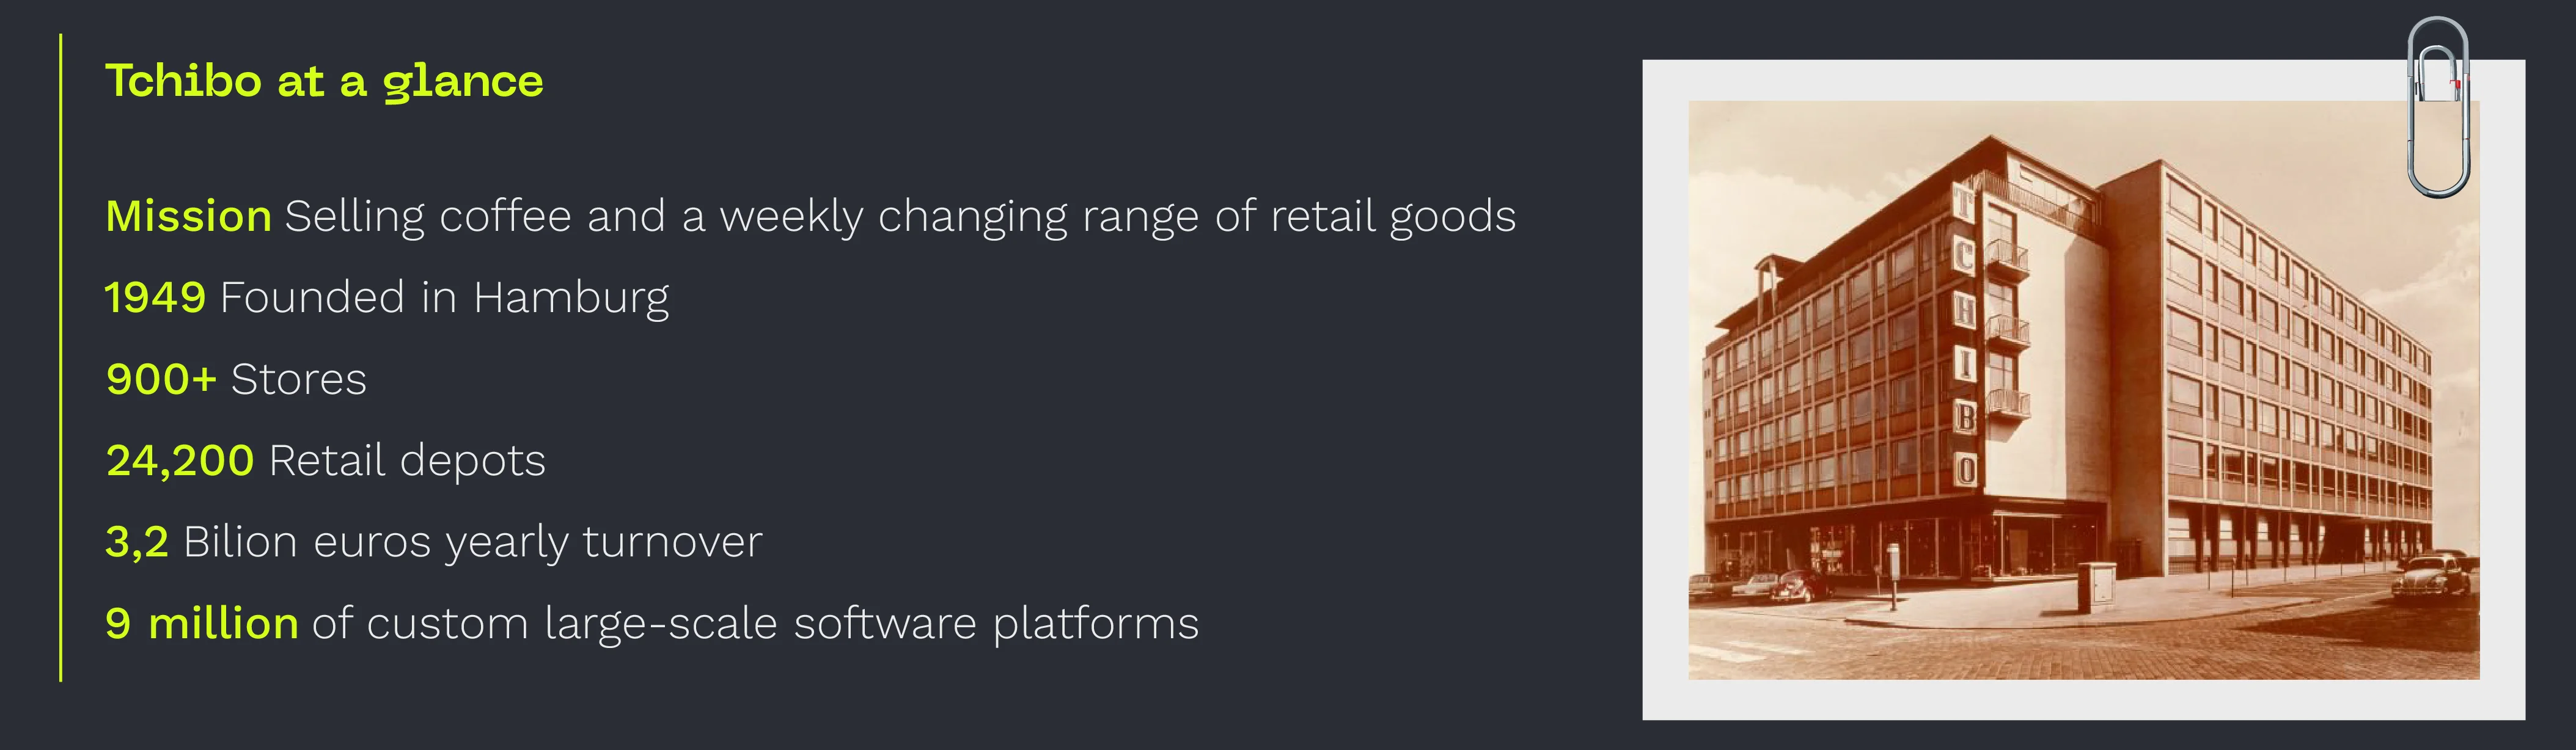 Tchibo at a glance
Mission Selling coffee and a weekly changing range of retail goods
1949 Founded in Hamburg
900+ Stores
24,200 Retail depots
3,2 Bilion euros yearly turnover
9 million of custom large-scale software platforms
TCHIBO